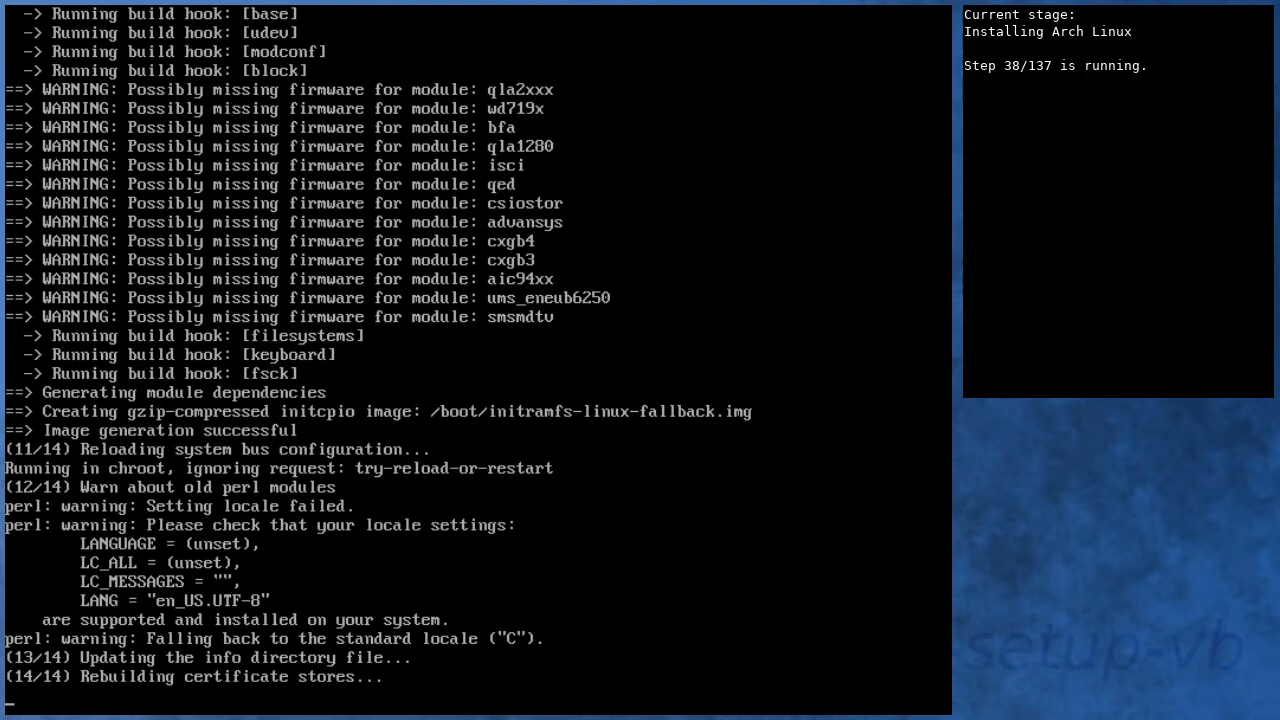 -> Running build hook: [base]
  -> Running build hook: [udev]
  -> Running build hook: [modconf]
  -> Running build hook: [block]
==> WARNING: Possibly missing firmware for module: qla2xxx
==> WARNING: Possibly missing firmware for module: wd719x
==> WARNING: Possibly missing firmware for module: bfa
==> WARNING: Possibly missing firmware for module: qla1280
==> WARNING: Possibly missing firmware for module: isci
==> WARNING: Possibly missing firmware for module: qed
==> WARNING: Possibly missing firmware for module: csiostor
==> WARNING: Possibly missing firmware for module: advansys
==> WARNING: Possibly missing firmware for module: cxgb4
==> WARNING: Possibly missing firmware for module: cxgb3
==> WARNING: Possibly missing firmware for module: aic94xx
==> WARNING: Possibly missing firmware for module: ums_eneub6250
==> WARNING: Possibly missing firmware for module: smsmdtv
  -> Running build hook: [filesystems]
  -> Running build hook: [keyboard]
  -> Running build hook: [fsck]
==> Generating module dependencies
==> Creating gzip-compressed initcpio image: /boot/initramfs-linux-fallback.img
==> Image generation successful
(11/14) Reloading system bus configuration...
Running in chroot, ignoring request: try-reload-or-restart
(12/14) Warn about old perl modules
perl: warning: Setting locale failed.
perl: warning: Please check that your locale settings:
        LANGUAGE = (unset),
        LC_ALL = (unset),
        LC_MESSAGES = "",
        LANG = "en_US.UTF-8"
    are supported and installed on your system.
perl: warning: Falling back to the standard locale ("C").
(13/14) Updating the info directory file...
(14/14) Rebuilding certificate stores...
Current stage:
Installing Arch Linux
Step 38/137 is running.
setup-vb